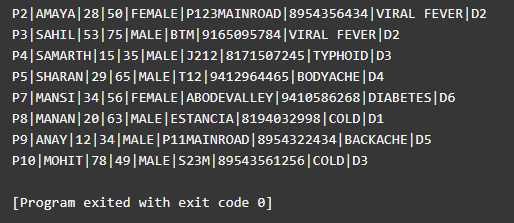 P2|AMAYA|28|50|FEMALE|P123MAINROAD|8954356434|VIRAL FEVER|D2
P3|SAHIL|53|75|MALE|BTM|9165095784|VIRAL FEVER|D2
P4|SAMARTH|15|35|MALE|J212|8171507245|TYPHOID|D3
P5|SHARAN|29|65|MALE|T12|9412964465|BODYACHE|D4
P7|MANSI|34|56|FEMALE|ABODEVALLEY|9410586268|DIABETES|D6
P8|MANAN|20|63|MALE|ESTANCIA|8194032998|COLD|D1
P9|ANAY|12|34|MALE|P11MAINROAD|8954322434|BACKACHE|D5
P10|MOHIT|78|49|MALE|S23M|89543561256|COLD|D3
[Program exited with exit code 0]